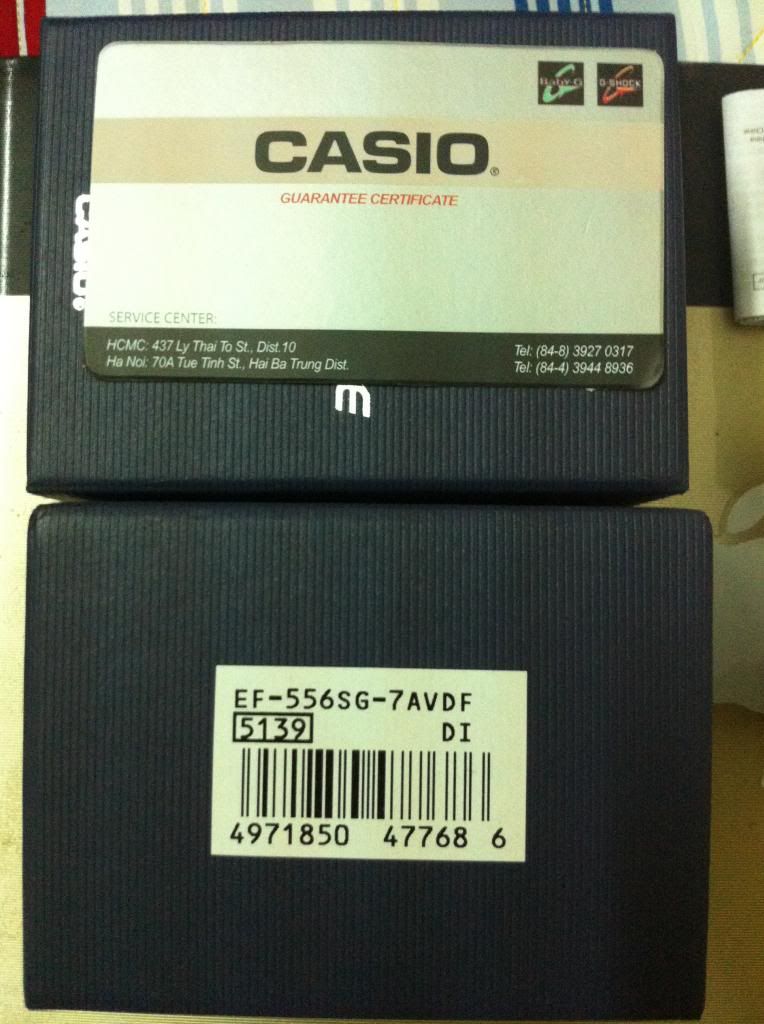 BaBY-G
G-SHOCK
CASIO®
GUARANTEE CERTIFICATE
CASIO®
SERVICE CENTER:
HCMC: 437 Ly Thai To St., Dist.10 Tel: (84-8) 3927 0317
Ha Noi: 70A Tue Tinh St., Hai Ba Trung Dist. Tel: (84-4) 3944 8936
EF-556SG-7AVDF
5139 DI
4971850 47768 6